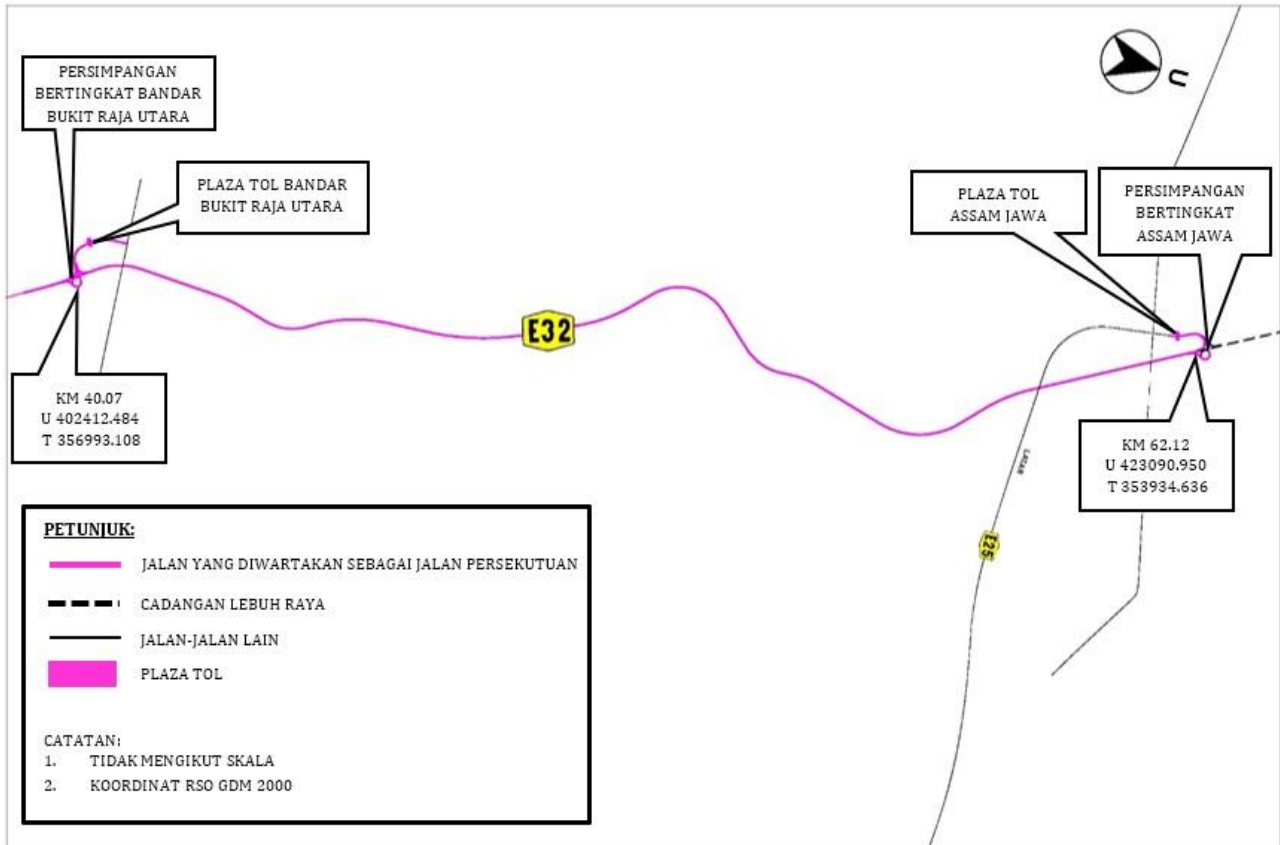 PERSIMPANGAN
BERTINGKAT BANDAR
BUKIT RAJA UTARA
PLAZA TOL BANDAR
BUKIT RAJA UTARA
U
PLAZA TOL
ASSAM JAWA
PERSIMPANGAN
BERTINGKAT
ASSAM JAWA
E32
KM 40.07
U 402412.484
T 356993.108
KM 62.12
U 423090.950
T 353934.636
LATAR
E25
PETUNJUK:
JALAN YANG DIWARTAKAN SEBAGAI JALAN PERSEKUTUAN
CADANGAN LEBUH RAYA
JALAN-JALAN LAIN
PLAZA TOL
CATATAN:
1. TIDAK MENGIKUT SKALA
2. KOORDINAT RSO GDM 2000